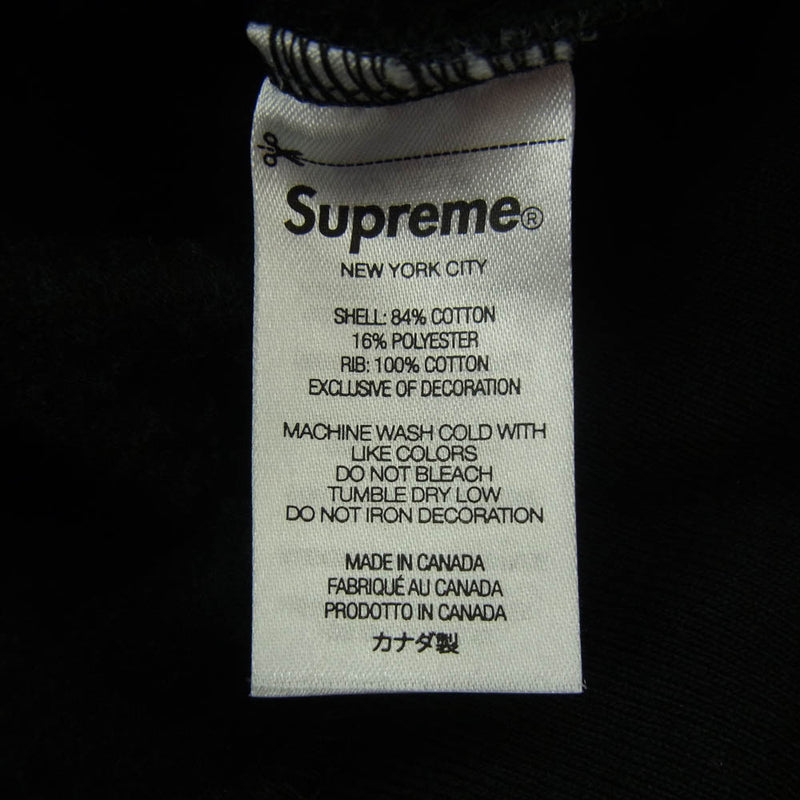 Supreme®
NEW YORK CITY
SHELL: 84% COTTON
16% POLYESTER
RIB: 100% COTTON
EXCLUSIVE OF DECORATION
MACHINE WASH COLD WITH
LIKE COLORS
DO NOT BLEACH
TUMBLE DRY LOW
DO NOT IRON DECORATION
MADE IN CANADA
FABRIQUÉ AU CANADA
PRODOTTO IN CANADA
カナダ製